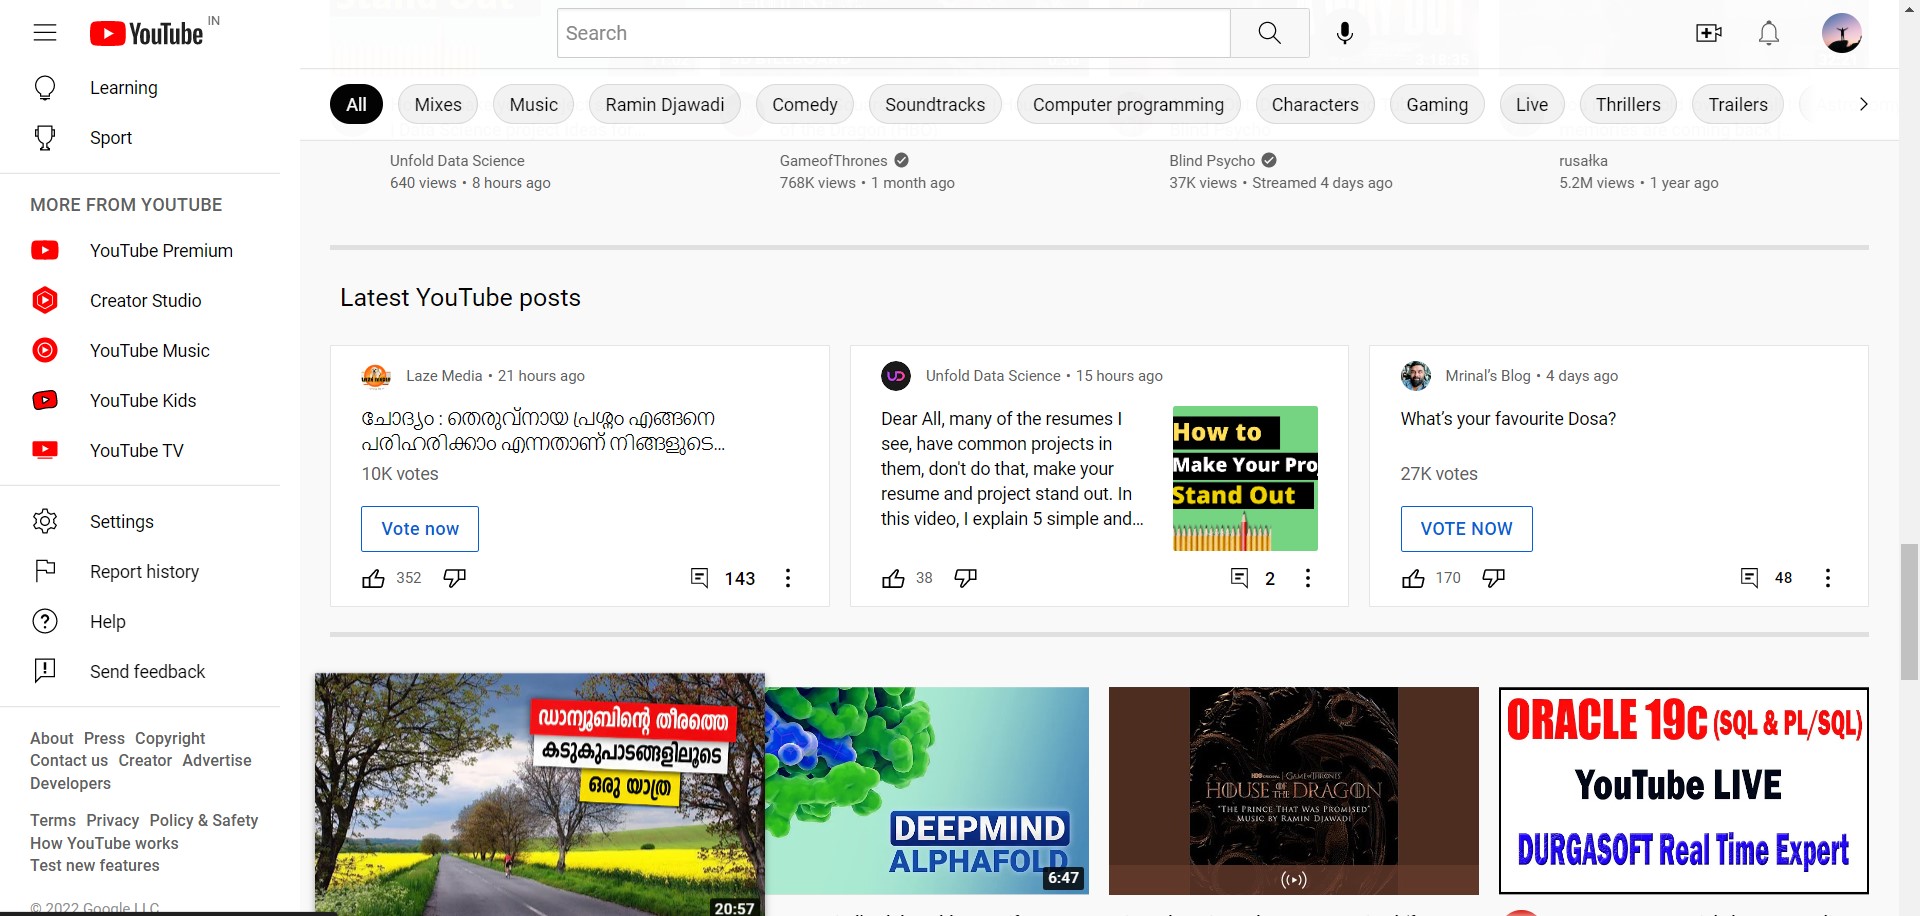 YouTube IN
Search
Learning
Sport
MORE FROM YOUTUBE
YouTube Premium
Creator Studio
YouTube Music
YouTube Kids
YouTube TV
Settings
Report history
Help
Send feedback
About Press Copyright
Contact us Creator Advertise
Developers
Terms Privacy Policy & Safety
How YouTube works
Test new features
© 2022 Google LLC
All Mixes Music Ramin Djawadi Comedy Soundtracks Computer programming Characters Gaming Live Thrillers Trailers
Unfold Data Science
640 views • 8 hours ago
GameofThrones
768K views • 1 month ago
Blind Psycho
37K views • Streamed 4 days ago
rusałka
5.2M views • 1 year ago
Latest YouTube posts
Laze Media • 21 hours ago
ചോദ്യം : തെരുവ്നായ പ്രശ്നം എങ്ങനെ
പരിഹരിക്കാം എന്നതാണ് നിങ്ങളുടെ...
10K votes
Vote now
352
143
Unfold Data Science • 15 hours ago
Dear All, many of the resumes I
see, have common projects in
them, don't do that, make your
resume and project stand out. In
this video, I explain 5 simple and...
How to
Make Your Pro
Stand Out
38
2
Mrinal's Blog • 4 days ago
What's your favourite Dosa?
27K votes
VOTE NOW
170
48
ഡാന്യൂബിന്റെ തീരത്തെ
കടുകുപാടങ്ങളിലൂടെ
ഒരു യാത്ര
20:57
DEEPMIND
ALPHAFOLD
6:47
HBO ORIGINAL GAME OF THRONES
HOUSE OF THE DRAGON
"THE PRINCE THAT WAS PROMISED"
MUSIC BY RAMIN DJAWADI
ORACLE 19c (SQL & PL/SQL)
YouTube LIVE
DURGASOFT Real Time Expert